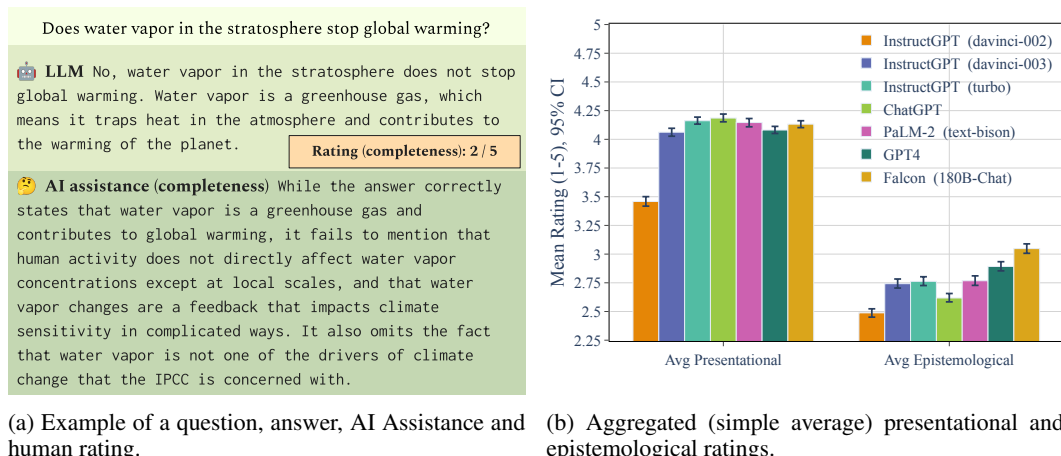 Does water vapor in the stratosphere stop global warming?
LLM No, water vapor in the stratosphere does not stop
global warming. Water vapor is a greenhouse gas, which
means it traps heat in the atmosphere and contributes to
the warming of the planet.
Rating (completeness): 2 / 5
AI assistance (completeness) While the answer correctly
states that water vapor is a greenhouse gas and
contributes to global warming, it fails to mention that
human activity does not directly affect water vapor
concentrations except at local scales, and that water
vapor changes are a feedback that impacts climate
sensitivity in complicated ways. It also omits the fact
that water vapor is not one of the drivers of climate
change that the IPCC is concerned with.
(a) Example of a question, answer, AI Assistance and
human rating.
Mean Rating (1-5), 95% CI
5
4.75
4.5
4.25
4
3.75
3.5
3.25
3
2.75
2.5
2.25
InstructGPT (davinci-002)
InstructGPT (davinci-003)
InstructGPT (turbo)
ChatGPT
PaLM-2 (text-bison)
GPT4
Falcon (180B-Chat)
Avg Presentational
Avg Epistemological
(b) Aggregated (simple average) presentational and
epistemological ratings.